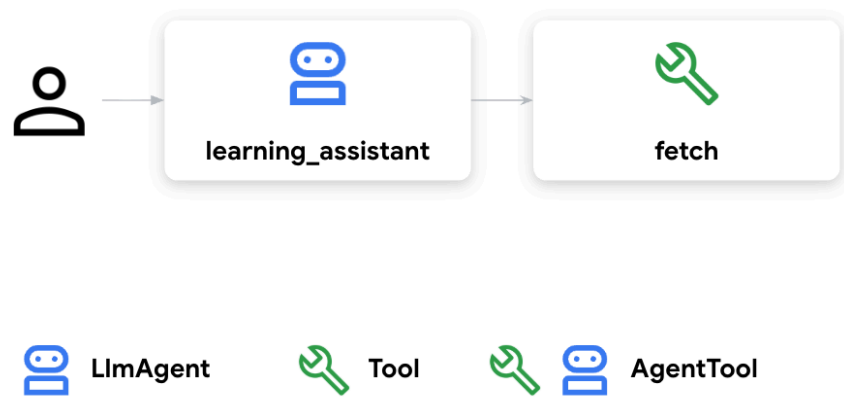 learning_assistant
fetch
LlmAgent
Tool
AgentTool